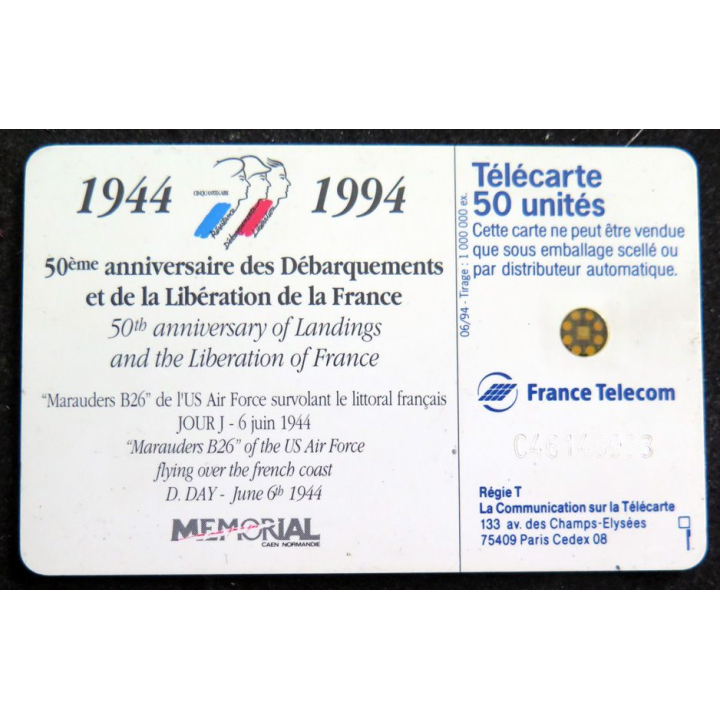 1944
CINQUANTENAIRE
Résistance
Débarquements
Libération
1994
50ème anniversaire des Débarquements
et de la Libération de la France
50th anniversary of Landings
and the Liberation of France
"Marauders B26" de l'US Air Force survolant le littoral français
JOUR J - 6 juin 1944
"Marauders B26" of the US Air Force
flying over the french coast
D. DAY - June 6th 1944
MEMORIAL
CAEN NORMANDIE
06/94 - Tirage : 1 000 000 ex.
Télécarte
50 unités
Cette carte ne peut être vendue
que sous emballage scellé ou
par distributeur automatique.
France Telecom
Régie T
La Communication sur la Télécarte
133 av. des Champs-Elysées
75409 Paris Cedex 08